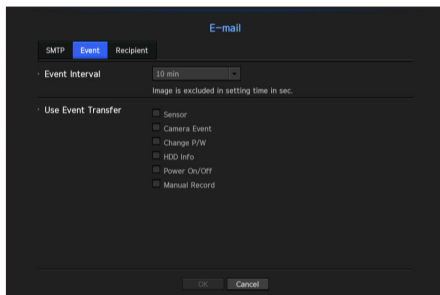 E-mail
SMTP Event Recipient
Event Interval 10 min
Image is excluded in setting time in sec.
Use Event Transfer Sensor
Camera Event
Change P/W
HDD Info
Power On/Off
Manual Record
OK Cancel